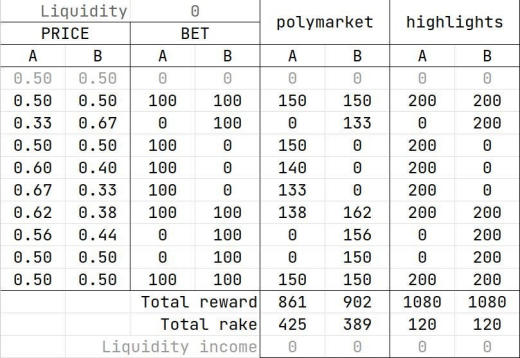 Liquidity 0 polymarket highlights
PRICE BET
A B A B A B A B
0.50 0.50 0 0 0 0 0 0
0.50 0.50 100 100 150 150 200 200
0.33 0.67 0 100 0 133 0 200
0.50 0.50 100 0 150 0 200 0
0.60 0.40 100 0 140 0 200 0
0.67 0.33 100 0 133 0 200 0
0.62 0.38 100 100 138 162 200 200
0.56 0.44 0 100 0 156 0 200
0.50 0.50 0 100 0 150 0 200
0.50 0.50 100 100 150 150 200 200
Total reward 861 902 1080 1080
Total rake 425 389 120 120
Liquidity income 0 0 0 0